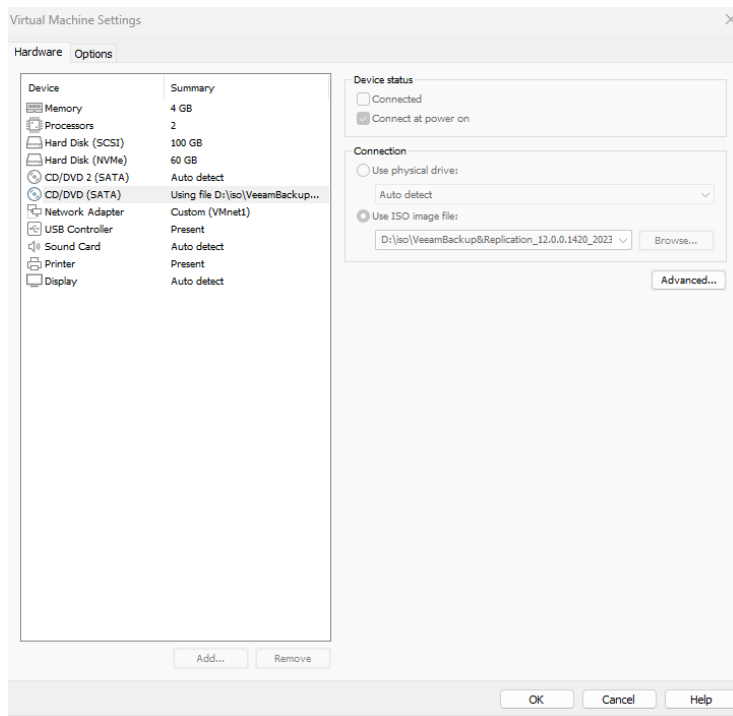 Virtual Machine Settings
Hardware Options
Device Summary
Memory 4 GB
Processors 2
Hard Disk (SCSI) 100 GB
Hard Disk (NVMe) 60 GB
CD/DVD 2 (SATA) Auto detect
CD/DVD (SATA) Using file D:\iso\VeeamBackup...
Network Adapter Custom (VMnet1)
USB Controller Present
Sound Card Auto detect
Printer Present
Display Auto detect
Add... Remove
Device status
Connected
Connect at power on
Connection
Use physical drive:
Auto detect
Use ISO image file:
D:\iso\VeeamBackup&Replication_12.0.0.1420_2023 Browse...
Advanced...
OK Cancel Help